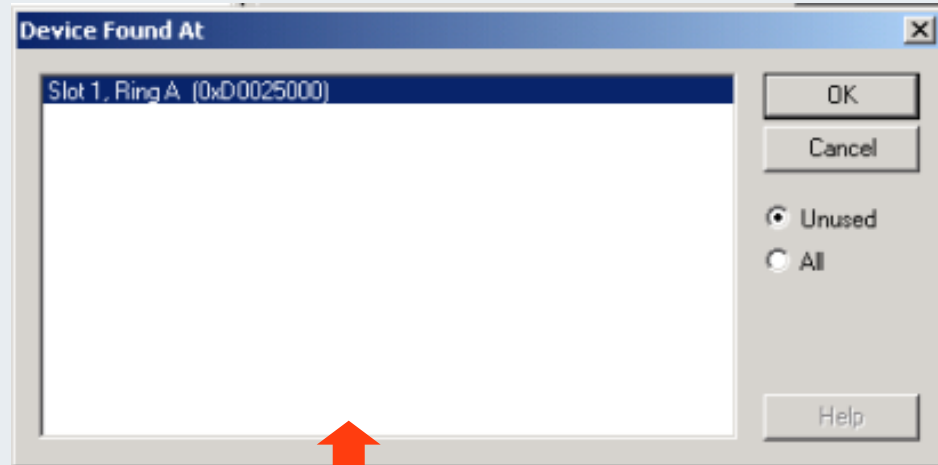 Device Found At
Slot 1, Ring A (0xD0025000)
OK
Cancel
Unused
All
Help